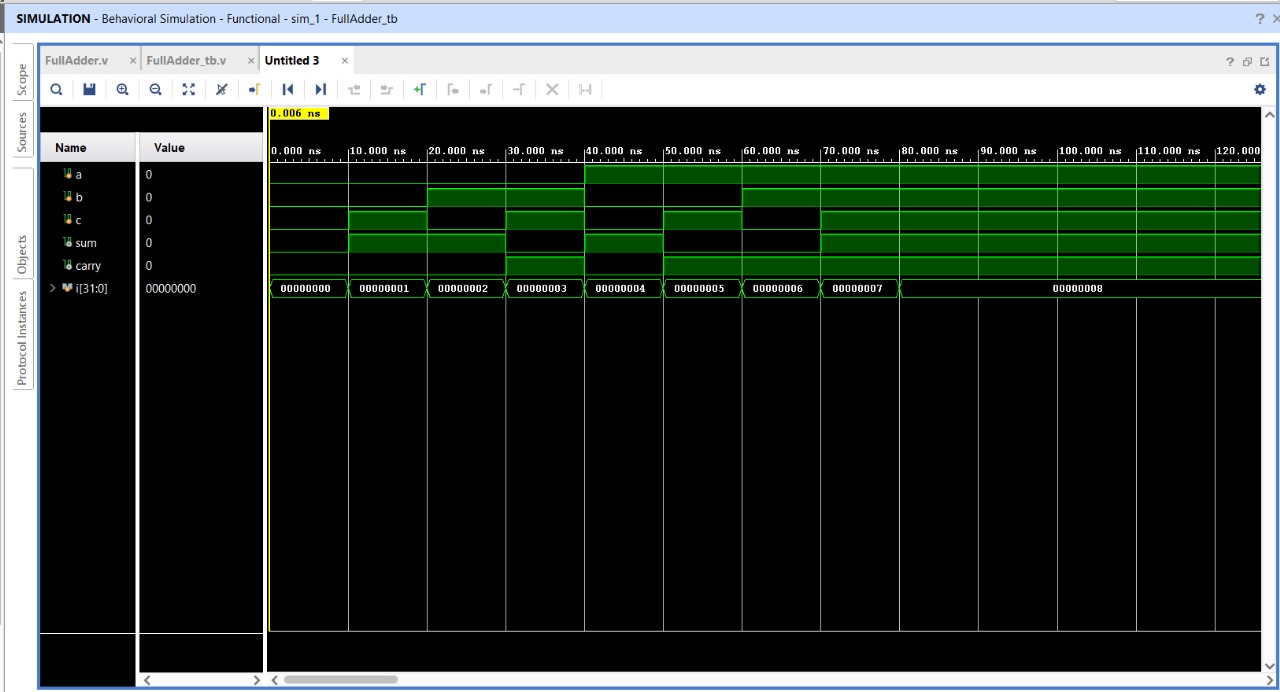 SIMULATION - Behavioral Simulation - Functional - sim_1 - FullAdder_tb
FullAdder.v
FullAdder_tb.v
Untitled 3
Scope
Sources
Objects
Protocol Instances
0.006 ns
Name Value
0.000 ns 10.000 ns 20.000 ns 30.000 ns 40.000 ns 50.000 ns 60.000 ns 70.000 ns 80.000 ns 90.000 ns 100.000 ns 110.000 ns 120.000
a 0
b 0
c 0
sum 0
carry 0
i[31:0] 00000000 00000000 00000001 00000002 00000003 00000004 00000005 00000006 00000007 00000008